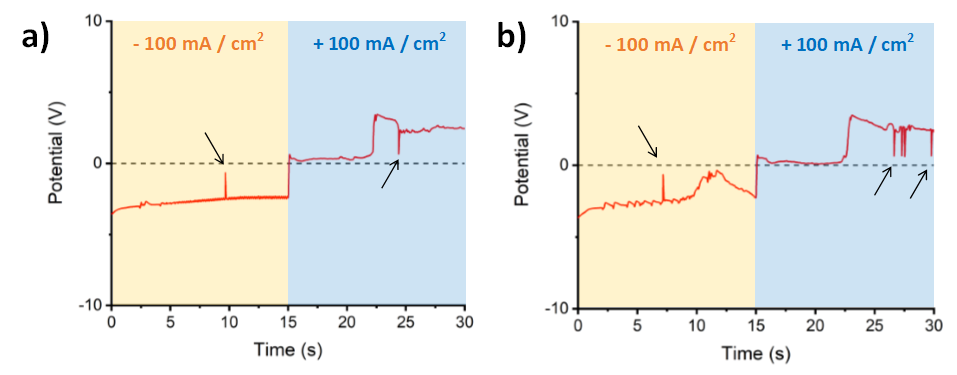 a)
- 100 mA / cm²
+ 100 mA / cm²
10
0
-10
Potential (V)
0
5
10
15
20
25
30
Time (s)
b)
- 100 mA / cm²
+ 100 mA / cm²
10
0
-10
Potential (V)
0
5
10
15
20
25
30
Time (s)